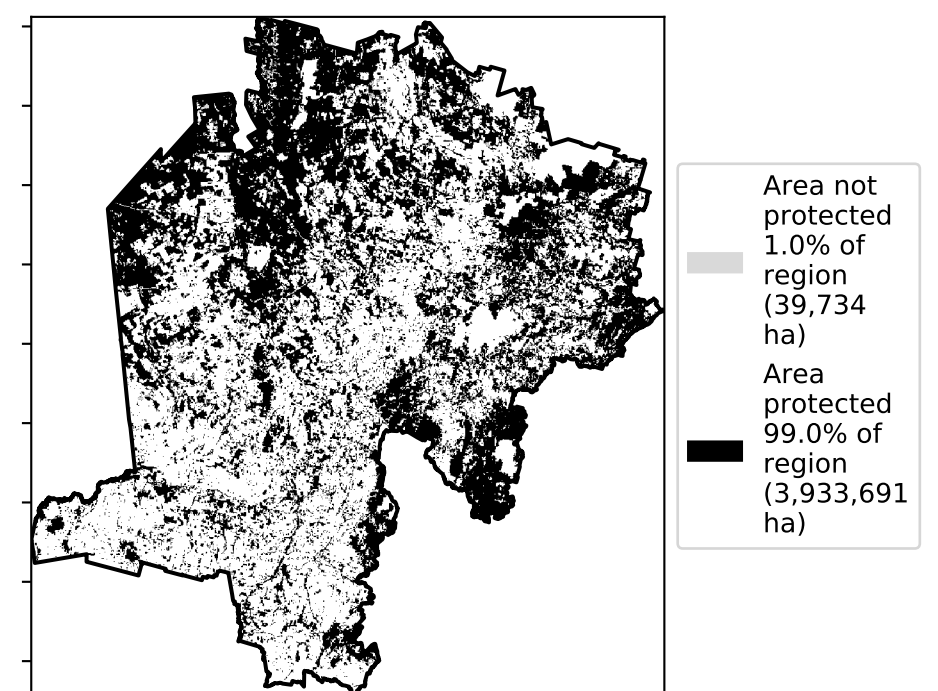 Area not
protected
1.0% of
region
(39,734
ha)
Area
protected
99.0% of
region
(3,933,691
ha)